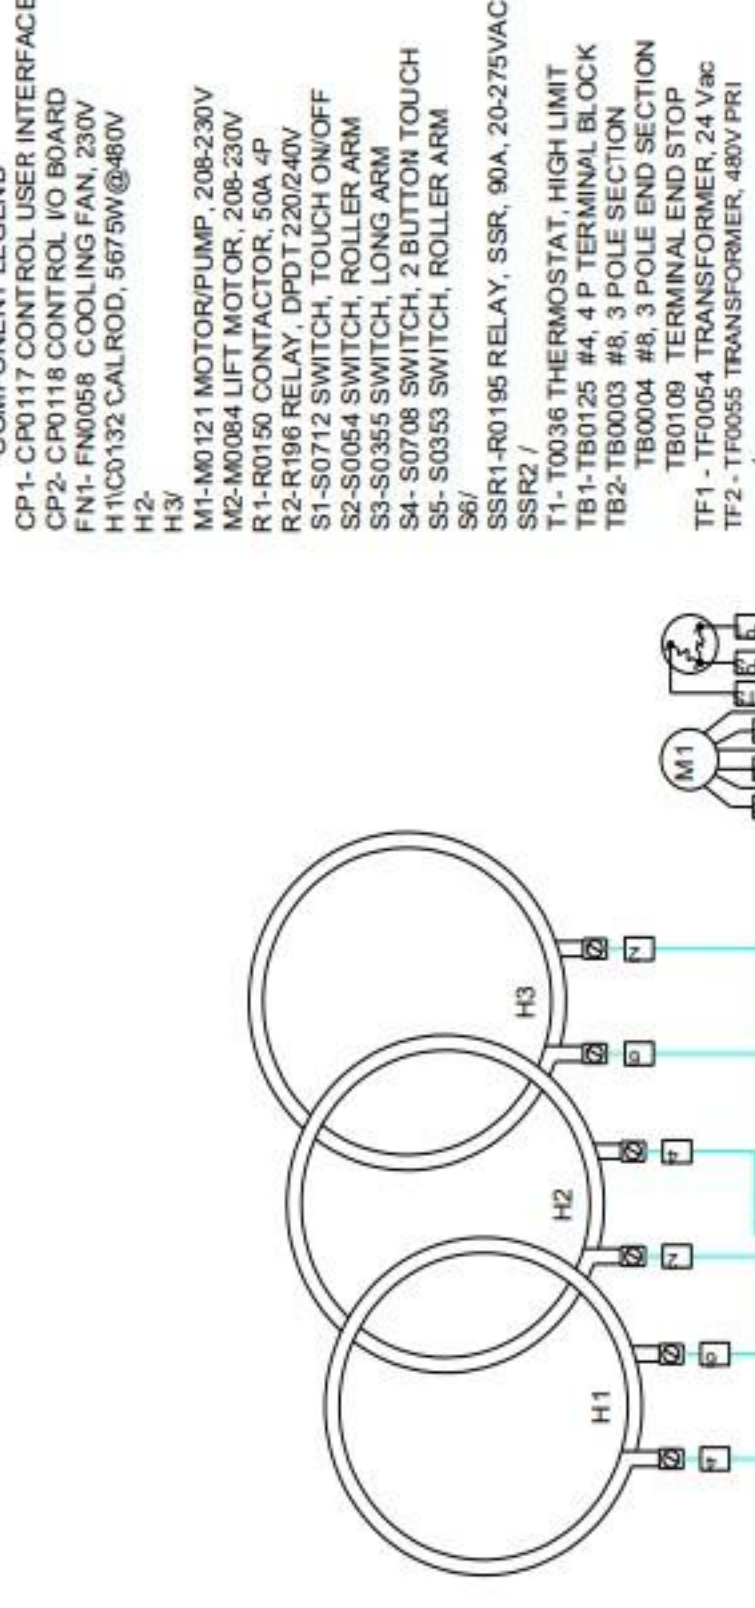 COMPONENT LEGEND
CP1- CP0117 CONTROL USER INTERFACE
CP2- CP0118 CONTROL I/O BOARD
FN1- FN0058 COOLING FAN, 230V
H1\C0132 CALROD, 5675W@480V
H2-
H3/
M1-M0121 MOTOR/PUMP, 208-230V
M2-M0084 LIFT MOTOR, 208-230V
R1-R0150 CONTACTOR, 50A 4P
R2-R196 RELAY, DPDT 220/240V
S1-S0712 SWITCH, TOUCH ON/OFF
S2-S0054 SWITCH, ROLLER ARM
S3-S0355 SWITCH, LONG ARM
S4- S0708 SWITCH, 2 BUTTON TOUCH
S5- S0353 SWITCH, ROLLER ARM
S6/
SSR1-R0195 RELAY, SSR, 90A, 20-275VAC
SSR2 /
T1- T0036 THERMOSTAT, HIGH LIMIT
TB1-TB0125 #4, 4 P TERMINAL BLOCK
TB2- TB0003 #8, 3 POLE SECTION
TB0004 #8, 3 POLE END SECTION
TB0109 TERMINAL END STOP
TF1 - TF0054 TRANSFORMER, 24 Vac
TF2 - TF0055 TRANSFORMER, 480V PRI
M1
H3
H2
H1